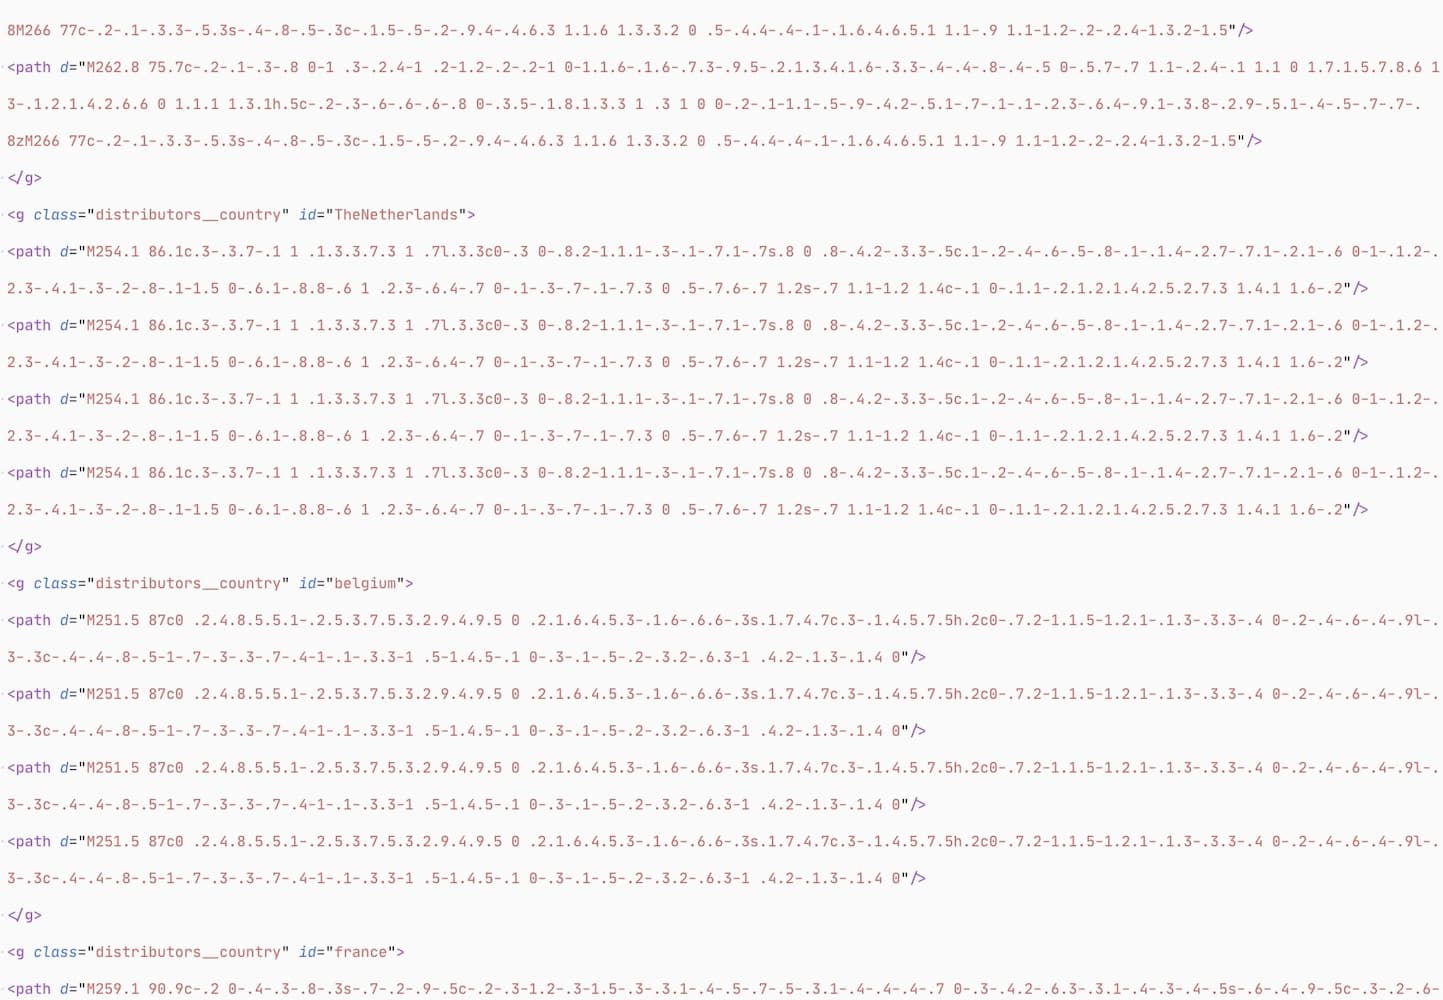 8M266 77c-.2-.1-.3.3-.5.3s-.4-.8-.5-.3c-.1.5-.5-.2-.9.4-.4.6.3 1.1.6 1.3.3.2 0 .5-.4.4-.4-.1-.1.6.4.6.5.1 1.1-.9 1.1-1.2-.2-.2.4-1.3.2-1.5"/>
<path d="M262.8 75.7c-.2-.1-.3-.8 0-1 .3-.2.4-1 .2-1.2-.2-.2-1 0-1.1.6-.1.6-.7.3-.9.5-.2.1.3.4.1.6-.3.3-.4-.4-.8-.4-.5 0-.5.7-.7 1.1-.2.4-.1 1.1 0 1.7.1.5.7.8.6 1
3-.1.2.1.4.2.6.6 0 1.1.1 1.3.1h.5c-.2-.3-.6-.6-.6-.8 0-.3.5-.1.8.1.3.3 1 .3 1 0 0-.2-.1-1.1-.5-.9-.4.2-.5.1-.7-.1-.1-.2.3-.6.4-.9.1-.3.8-.2.9-.5.1-.4-.5-.7-.7-.
8zM266 77c-.2-.1-.3.3-.5.3s-.4-.8-.5-.3c-.1.5-.5-.2-.9.4-.4.6.3 1.1.6 1.3.3.2 0 .5-.4.4-.4-.1-.1.6.4.6.5.1 1.1-.9 1.1-1.2-.2-.2.4-1.3.2-1.5"/>
</g>
<g class="distributors__country" id="TheNetherlands">
<path d="M254.1 86.1c.3-.3.7-.1 1 .1.3.3.7.3 1 .7l.3.3c0-.3 0-.8.2-1.1.1-.3-.1-.7.1-.7s.8 0 .8-.4.2-.3.3-.5c.1-.2-.4-.6-.5-.8-.1-.1.4-.2.7-.7.1-.2.1-.6 0-1-.1.2-.
2.3-.4.1-.3-.2-.8-.1-1.5 0-.6.1-.8.8-.6 1 .2.3-.6.4-.7 0-.1-.3-.7-.1-.7.3 0 .5-.7.6-.7 1.2s-.7 1.1-1.2 1.4c-.1 0-.1.1-.2.1.2.1.4.2.5.2.7.3 1.4.1 1.6-.2"/>
<path d="M254.1 86.1c.3-.3.7-.1 1 .1.3.3.7.3 1 .7l.3.3c0-.3 0-.8.2-1.1.1-.3-.1-.7.1-.7s.8 0 .8-.4.2-.3.3-.5c.1-.2-.4-.6-.5-.8-.1-.1.4-.2.7-.7.1-.2.1-.6 0-1-.1.2-.
2.3-.4.1-.3-.2-.8-.1-1.5 0-.6.1-.8.8-.6 1 .2.3-.6.4-.7 0-.1-.3-.7-.1-.7.3 0 .5-.7.6-.7 1.2s-.7 1.1-1.2 1.4c-.1 0-.1.1-.2.1.2.1.4.2.5.2.7.3 1.4.1 1.6-.2"/>
<path d="M254.1 86.1c.3-.3.7-.1 1 .1.3.3.7.3 1 .7l.3.3c0-.3 0-.8.2-1.1.1-.3-.1-.7.1-.7s.8 0 .8-.4.2-.3.3-.5c.1-.2-.4-.6-.5-.8-.1-.1.4-.2.7-.7.1-.2.1-.6 0-1-.1.2-.
2.3-.4.1-.3-.2-.8-.1-1.5 0-.6.1-.8.8-.6 1 .2.3-.6.4-.7 0-.1-.3-.7-.1-.7.3 0 .5-.7.6-.7 1.2s-.7 1.1-1.2 1.4c-.1 0-.1.1-.2.1.2.1.4.2.5.2.7.3 1.4.1 1.6-.2"/>
<path d="M254.1 86.1c.3-.3.7-.1 1 .1.3.3.7.3 1 .7l.3.3c0-.3 0-.8.2-1.1.1-.3-.1-.7.1-.7s.8 0 .8-.4.2-.3.3-.5c.1-.2-.4-.6-.5-.8-.1-.1.4-.2.7-.7.1-.2.1-.6 0-1-.1.2-.
2.3-.4.1-.3-.2-.8-.1-1.5 0-.6.1-.8.8-.6 1 .2.3-.6.4-.7 0-.1-.3-.7-.1-.7.3 0 .5-.7.6-.7 1.2s-.7 1.1-1.2 1.4c-.1 0-.1.1-.2.1.2.1.4.2.5.2.7.3 1.4.1 1.6-.2"/>
</g>
<g class="distributors__country" id="belgium">
<path d="M251.5 87c0 .2.4.8.5.5.1-.2.5.3.7.5.3.2.9.4.9.5 0 .2.1.6.4.5.3-.1.6-.6.6-.3s.1.7.4.7c.3-.1.4.5.7.5h.2c0-.7.2-1.1.5-1.2.1-.1.3-.3.3-.4 0-.2-.4-.6-.4-.9l-.
3-.3c-.4-.4-.8-.5-1-.7-.3-.3-.7-.4-1-.1-.3.3-1 .5-1.4.5-.1 0-.3-.1-.5-.2-.3.2-.6.3-1 .4.2-.1.3-.1.4 0"/>
<path d="M251.5 87c0 .2.4.8.5.5.1-.2.5.3.7.5.3.2.9.4.9.5 0 .2.1.6.4.5.3-.1.6-.6.6-.3s.1.7.4.7c.3-.1.4.5.7.5h.2c0-.7.2-1.1.5-1.2.1-.1.3-.3.3-.4 0-.2-.4-.6-.4-.9l-.
3-.3c-.4-.4-.8-.5-1-.7-.3-.3-.7-.4-1-.1-.3.3-1 .5-1.4.5-.1 0-.3-.1-.5-.2-.3.2-.6.3-1 .4.2-.1.3-.1.4 0"/>
<path d="M251.5 87c0 .2.4.8.5.5.1-.2.5.3.7.5.3.2.9.4.9.5 0 .2.1.6.4.5.3-.1.6-.6.6-.3s.1.7.4.7c.3-.1.4.5.7.5h.2c0-.7.2-1.1.5-1.2.1-.1.3-.3.3-.4 0-.2-.4-.6-.4-.9l-.
3-.3c-.4-.4-.8-.5-1-.7-.3-.3-.7-.4-1-.1-.3.3-1 .5-1.4.5-.1 0-.3-.1-.5-.2-.3.2-.6.3-1 .4.2-.1.3-.1.4 0"/>
<path d="M251.5 87c0 .2.4.8.5.5.1-.2.5.3.7.5.3.2.9.4.9.5 0 .2.1.6.4.5.3-.1.6-.6.6-.3s.1.7.4.7c.3-.1.4.5.7.5h.2c0-.7.2-1.1.5-1.2.1-.1.3-.3.3-.4 0-.2-.4-.6-.4-.9l-.
3-.3c-.4-.4-.8-.5-1-.7-.3-.3-.7-.4-1-.1-.3.3-1 .5-1.4.5-.1 0-.3-.1-.5-.2-.3.2-.6.3-1 .4.2-.1.3-.1.4 0"/>
</g>
<g class="distributors__country" id="france">
<path d="M259.1 90.9c-.2 0-.4-.3-.8-.3s-.7-.2-.9-.5c-.2-.3-1.2-.3-1.5-.3-.3.1-.4-.5-.7-.5-.3.1-.4-.4-.4-.7 0-.3-.4.2-.6.3-.3.1-.4-.3-.4-.5s-.6-.4-.9-.5c-.3-.2-.6-